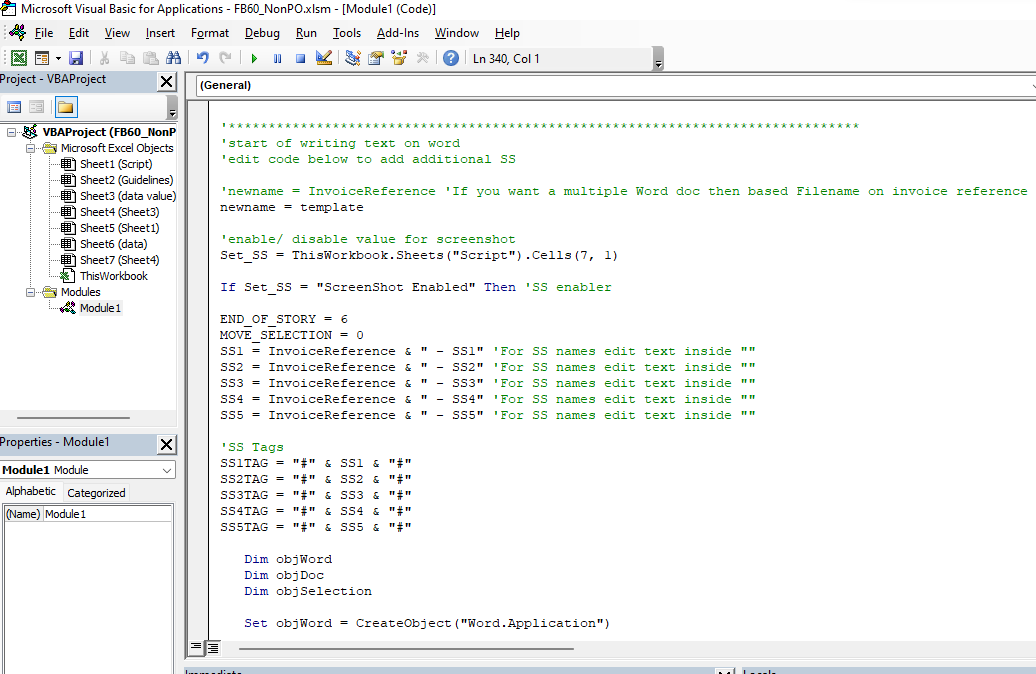 Microsoft Visual Basic for Applications - FB60_NonPO.xlsm - [Module1 (Code)]
File Edit View Insert Format Debug Run Tools Add-Ins Window Help
Ln 340, Col 1
Project - VBAProject
(General)
VBAProject (FB60_NonP
Microsoft Excel Objects
Sheet1 (Script)
Sheet2 (Guidelines)
Sheet3 (data value)
Sheet4 (Sheet3)
Sheet5 (Sheet1)
Sheet6 (data)
Sheet7 (Sheet4)
ThisWorkbook
Modules
Module1
Properties - Module1
Module1 Module
Alphabetic Categorized
(Name) Module1
'*******************************************************************************
'start of writing text on word
'edit code below to add additional SS
'newname = InvoiceReference 'If you want a multiple Word doc then based Filename on invoice reference
newname = template
'enable/ disable value for screenshot
Set_SS = ThisWorkbook.Sheets("Script").Cells(7, 1)
If Set_SS = "ScreenShot Enabled" Then 'SS enabler
END_OF_STORY = 6
MOVE_SELECTION = 0
SS1 = InvoiceReference & " - SS1" 'For SS names edit text inside ""
SS2 = InvoiceReference & " - SS2" 'For SS names edit text inside ""
SS3 = InvoiceReference & " - SS3" 'For SS names edit text inside ""
SS4 = InvoiceReference & " - SS4" 'For SS names edit text inside ""
SS5 = InvoiceReference & " - SS5" 'For SS names edit text inside ""
'SS Tags
SS1TAG = "#" & SS1 & "#"
SS2TAG = "#" & SS2 & "#"
SS3TAG = "#" & SS3 & "#"
SS4TAG = "#" & SS4 & "#"
SS5TAG = "#" & SS5 & "#"
Dim objWord
Dim objDoc
Dim objSelection
Set objWord = CreateObject("Word.Application")
Immediate
Locals